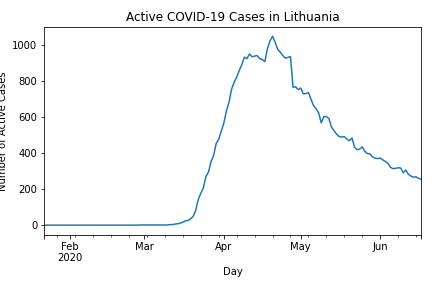 Active COVID-19 Cases in Lithuania
Number of Active Cases
1000
800
600
400
200
0
Feb
2020
Mar
Apr
May
Jun
Day